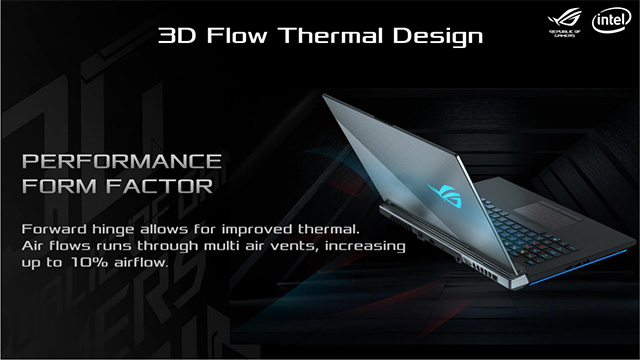 3D Flow Thermal Design
REPUBLIC OF
GAMERS
intel
PERFORMANCE
FORM FACTOR
Forward hinge allows for improved thermal.
Air flows runs through multi air vents, increasing
up to 10% airflow.